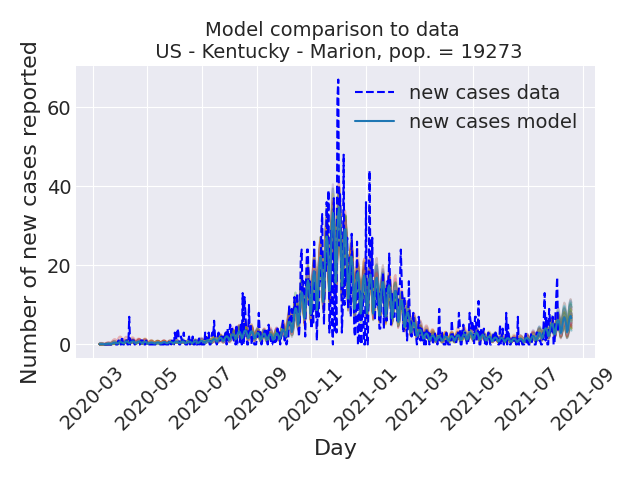 Model comparison to data
US - Kentucky - Marion, pop. = 19273
Number of new cases reported
60
40
20
0
new cases data
new cases model
2020-03
2020-05
2020-07
2020-09
2020-11
2021-01
2021-03
2021-05
2021-07
2021-09
Day